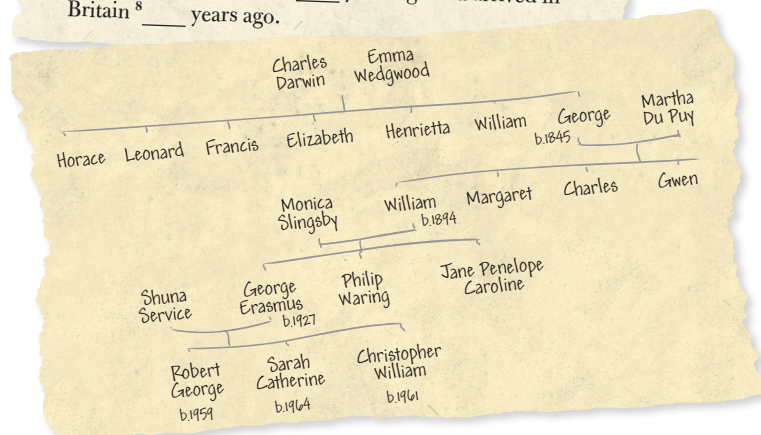 Britain 8____ years ago.
Charles Darwin
Emma Wedgwood
Horace Leonard Francis Elizabeth Henrietta William George b.1845
Martha Du Puy
Monica Slingsby
William b.1894
Margaret Charles Gwen
Shuna Service
George Erasmus b.1927
Philip Waring
Jane Penelope Caroline
Robert George b.1959
Sarah Catherine b.1964
Christopher William b.1961